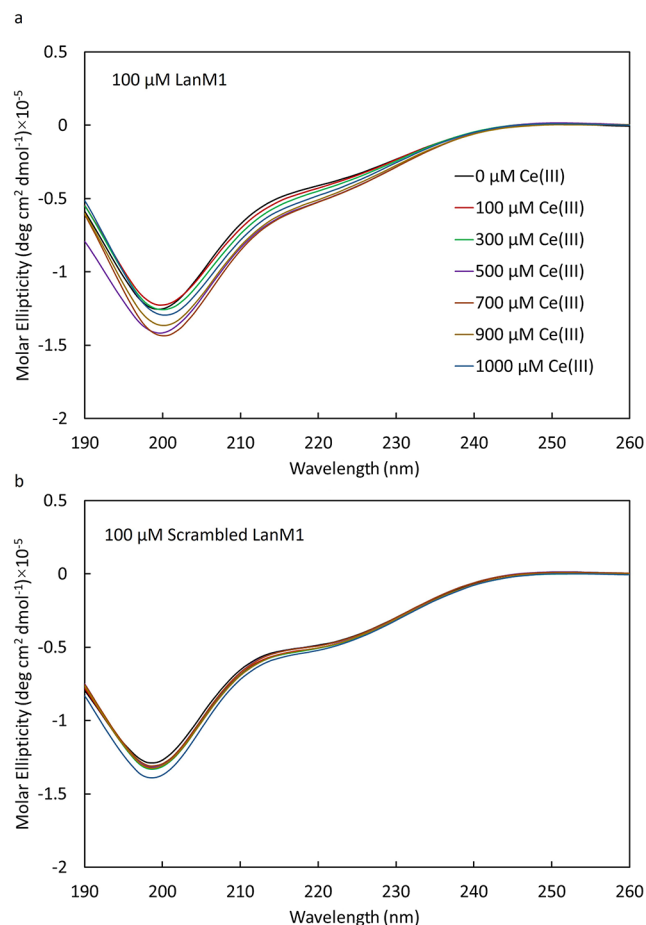 a
0.5
0
-0.5
-1
-1.5
-2
Molar Ellipticity (deg cm² dmol⁻¹)×10⁻⁵
100 µM LanM1
0 µM Ce(III)
100 µM Ce(III)
300 µM Ce(III)
500 µM Ce(III)
700 µM Ce(III)
900 µM Ce(III)
1000 µM Ce(III)
190 200 210 220 230 240 250 260
Wavelength (nm)
b
0.5
0
-0.5
-1
-1.5
-2
Molar Ellipticity (deg cm² dmol⁻¹)×10⁻⁵
100 µM Scrambled LanM1
190 200 210 220 230 240 250 260
Wavelength (nm)